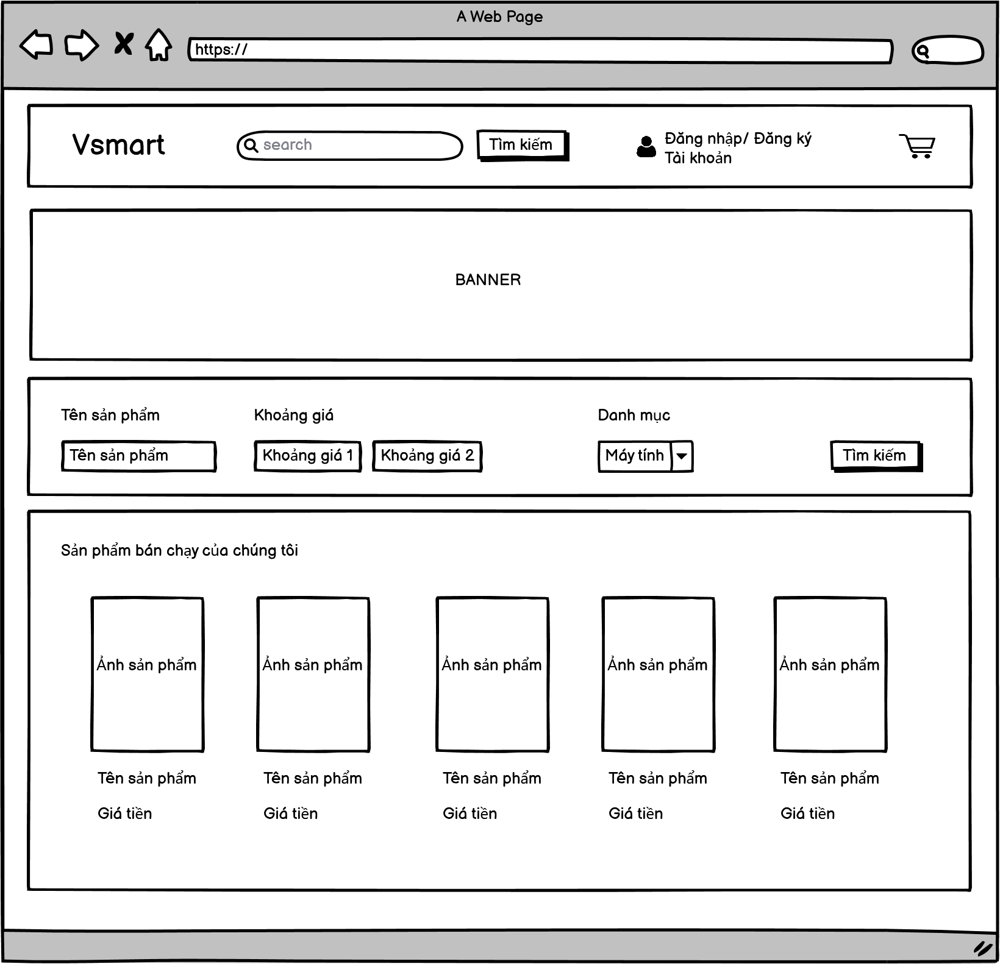 A Web Page
https://
Vsmart
search
Tìm kiếm
Đăng nhập/ Đăng ký
Tài khoản
BANNER
Tên sản phẩm
Khoảng giá
Danh mục
Tên sản phẩm
Khoảng giá 1
Khoảng giá 2
Máy tính
Tìm kiếm
Sản phẩm bán chạy của chúng tôi
Ảnh sản phẩm
Ảnh sản phẩm
Ảnh sản phẩm
Ảnh sản phẩm
Ảnh sản phẩm
Tên sản phẩm
Tên sản phẩm
Tên sản phẩm
Tên sản phẩm
Tên sản phẩm
Giá tiền
Giá tiền
Giá tiền
Giá tiền
Giá tiền